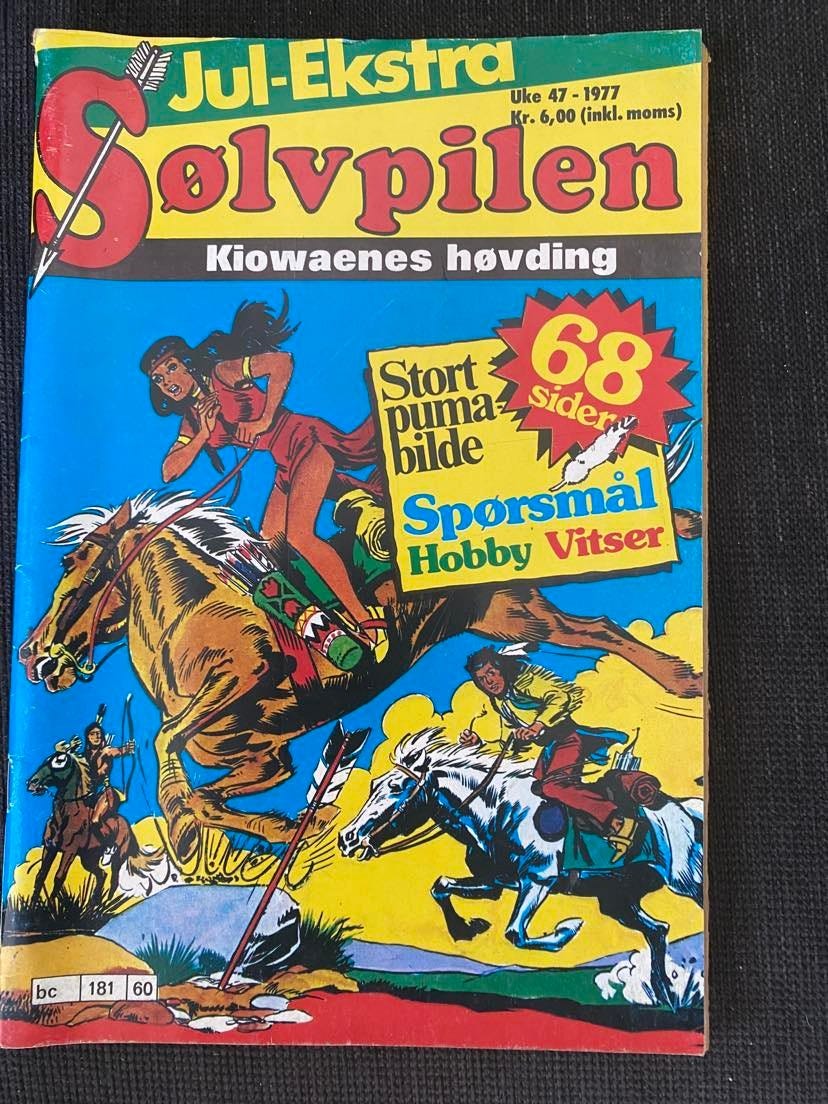 Jul-Ekstra
Uke 47 - 1977
Kr. 6,00 (inkl. moms)
Sølvpilen
Kiowaenes høvding
68
sider
Stort
puma-
bilde
Spørsmål
Hobby Vitser
bc 181 60